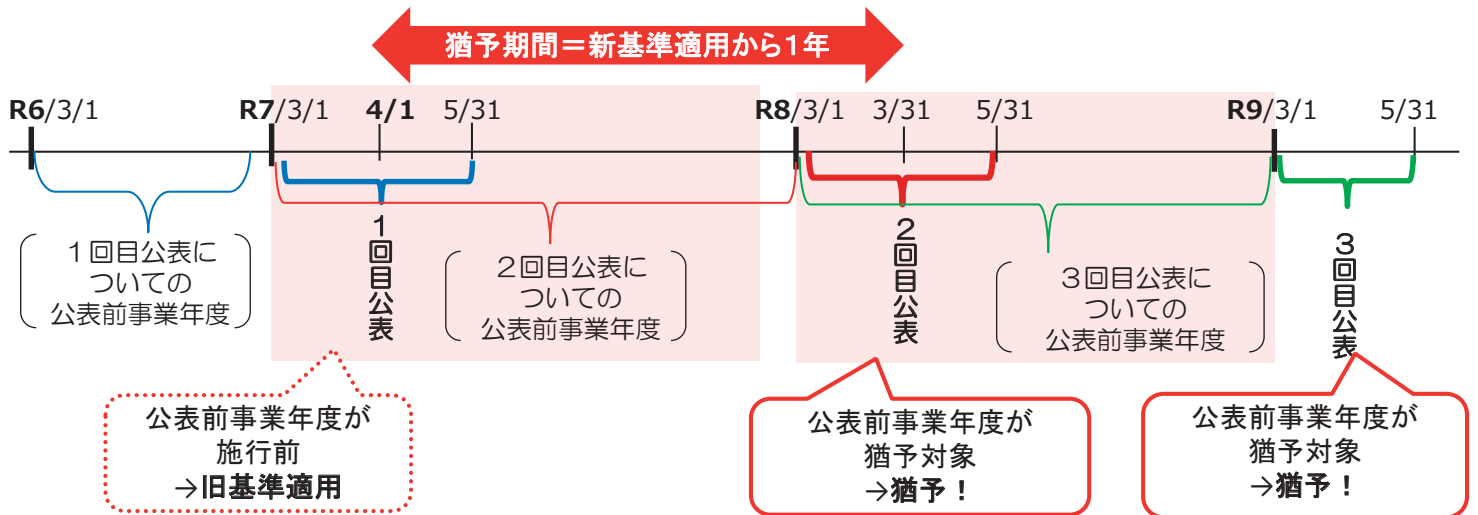 猶予期間＝新基準適用から1年
R6/3/1
R7/3/1
4/1
5/31
R8/3/1
3/31
5/31
R9/3/1
5/31
１回目公表に
ついての
公表前事業年度
１回目公表
２回目公表に
ついての
公表前事業年度
２回目公表
３回目公表に
ついての
公表前事業年度
３回目公表
公表前事業年度が
施行前
→旧基準適用
公表前事業年度が
猶予対象
→猶予！
公表前事業年度が
猶予対象
→猶予！